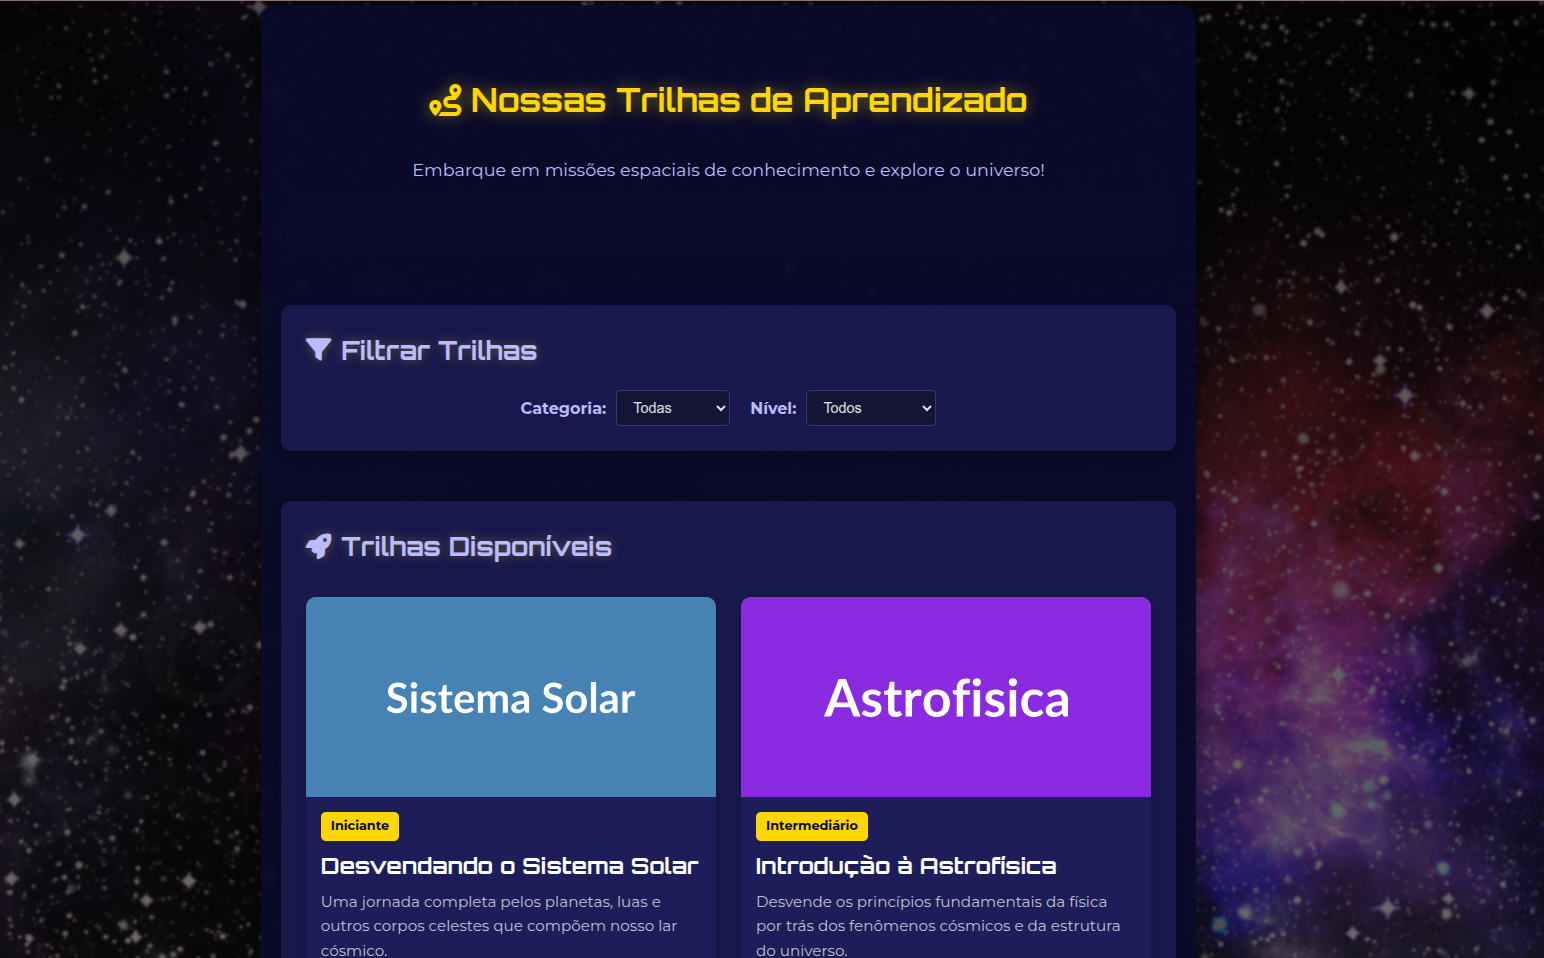 Nossas Trilhas de Aprendizado
Embarque em missões espaciais de conhecimento e explore o universo!
Filtrar Trilhas
Categoria: Todas Nível: Todos
Trilhas Disponíveis
Sistema Solar
Iniciante
Desvendando o Sistema Solar
Uma jornada completa pelos planetas, luas e
outros corpos celestes que compõem nosso lar
cósmico.
Astrofisica
Intermediário
Introdução à Astrofísica
Desvende os princípios fundamentais da física
por trás dos fenômenos cósmicos e da estrutura
do universo.